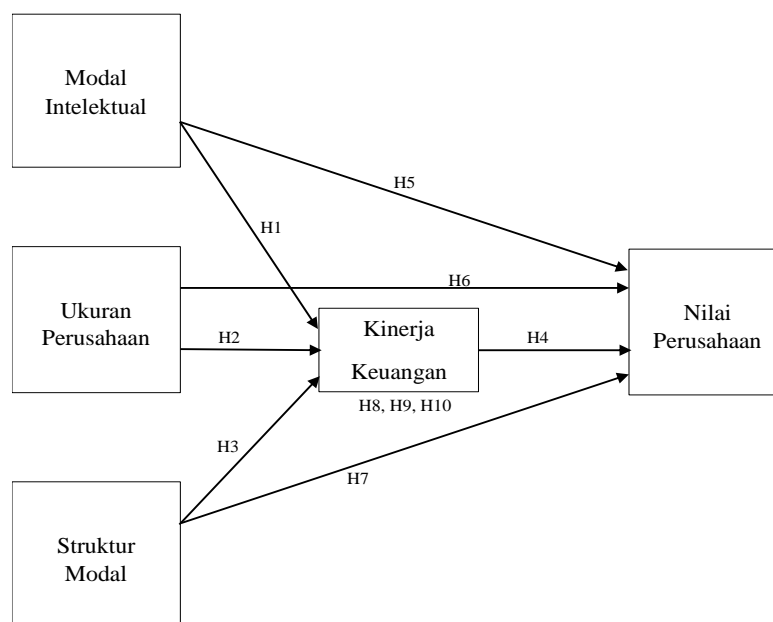 Modal
Intelektual
H5
H1
Ukuran
Perusahaan
H6
H2
Kinerja
Keuangan
H8, H9, H10
H4
Nilai
Perusahaan
H3
H7
Struktur
Modal